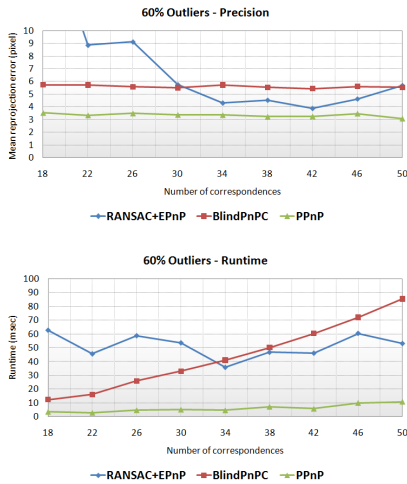 60% Outliers - Precision
Mean reprojection error (pixel)
10
9
8
7
6
5
4
3
2
1
0
18 22 26 30 34 38 42 46 50
Number of correspondences
RANSAC+EPnP BlindPnPC PPnP
60% Outliers - Runtime
Runtime (msec)
100
90
80
70
60
50
40
30
20
10
0
18 22 26 30 34 38 42 46 50
Number of correspondences
RANSAC+EPnP BlindPnPC PPnP